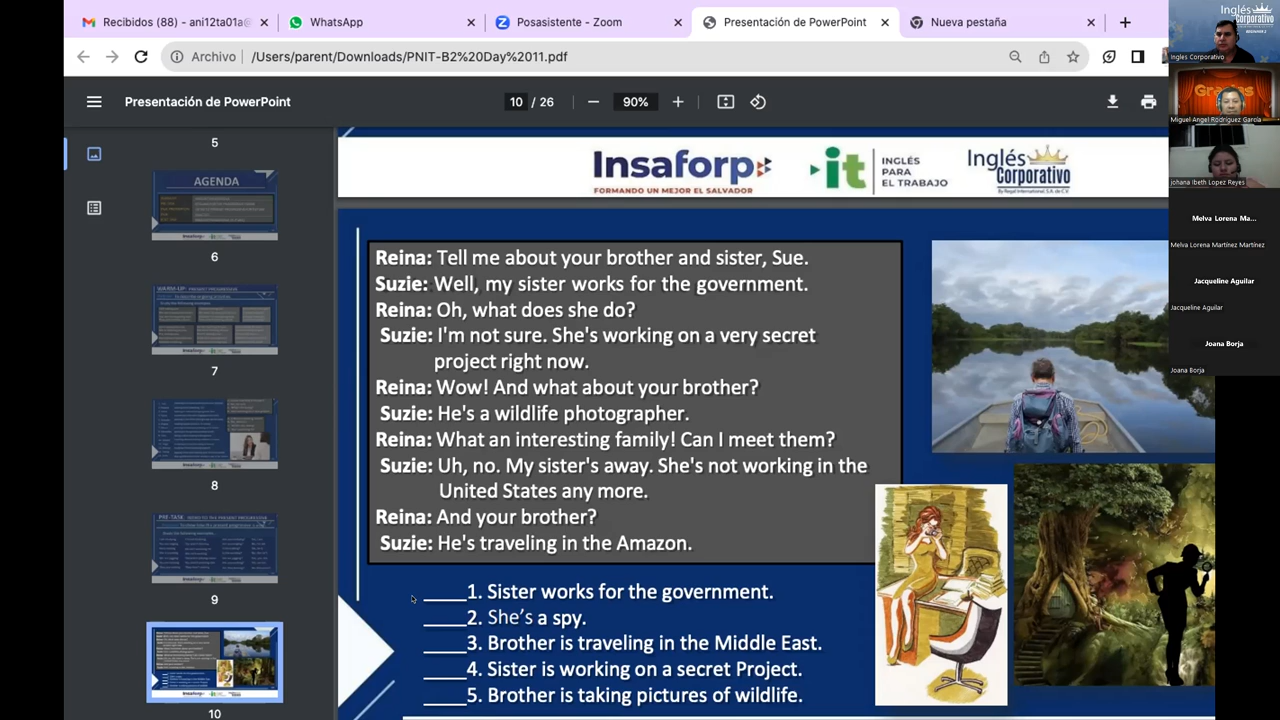 Recibidos (88) - ani12ta01a@
WhatsApp
Posasistente - Zoom
Presentación de PowerPoint
Nueva pestaña
Archivo
/Users/parent/Downloads/PNIT-B2%20Day%2011.pdf
Presentación de PowerPoint
10 / 26
90%
5
AGENDA
6
7
8
9
10
Insaforp
FORMANDO UN MEJOR EL SALVADOR
it
INGLÉS
PARA
EL TRABAJO
Inglés
Corporativo
Reina: Tell me about your brother and sister, Sue.
Suzie: Well, my sister works for the government.
Reina: Oh, what does she do?
Suzie: I'm not sure. She's working on a very secret
project right now.
Reina: Wow! And what about your brother?
Suzie: He's a wildlife photographer.
Reina: What an interesting family! Can I meet them?
Suzie: Uh, no. My sister's away. She's not working in the
United States any more.
Reina: And your brother?
Suzie: He's traveling in the Amazon.
_____1. Sister works for the government.
_____2. She's a spy.
_____3. Brother is traveling in the Middle East.
_____4. Sister is working on a secret Project.
_____5. Brother is taking pictures of wildlife.
Inglés
Corporativo
Ingles Corporativo
Gracias
Miguel Angel Rodriguez Garcia
johana Ibeth Lopez Reyes
Melva Lorena Ma...
Melva Lorena Martínez Martínez
Jacqueline Aguilar
Jacqueline Aguilar
Joana Borja
Joana Borja